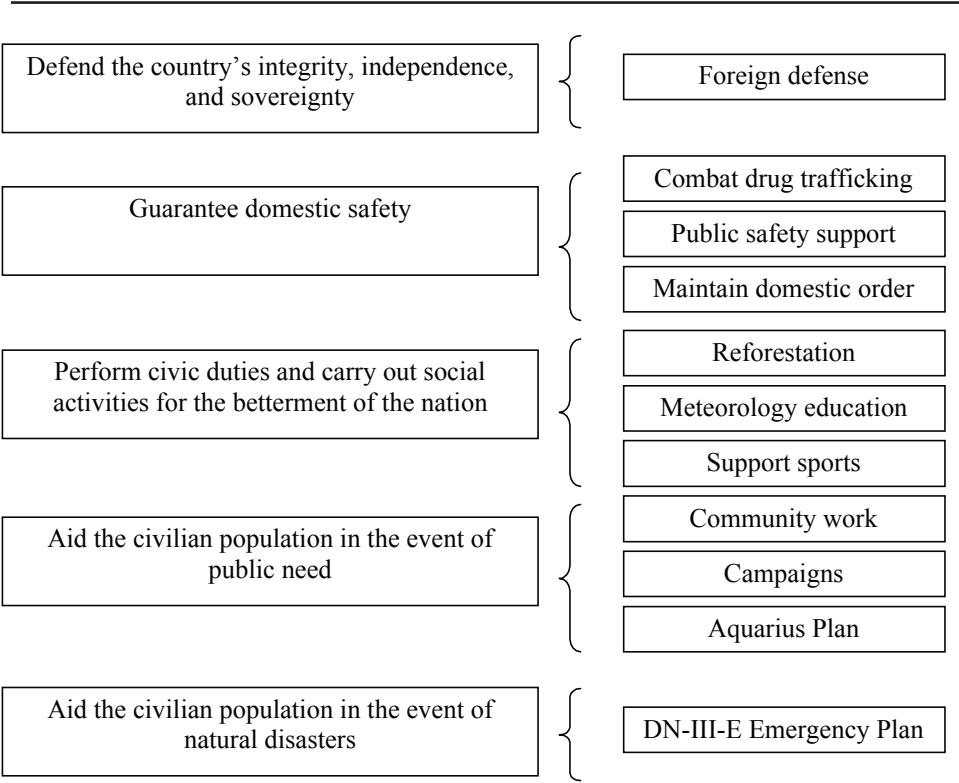 Defend the country’s integrity, independence,
and sovereignty
Foreign defense
Guarantee domestic safety
Combat drug trafficking
Public safety support
Maintain domestic order
Perform civic duties and carry out social
activities for the betterment of the nation
Reforestation
Meteorology education
Support sports
Aid the civilian population in the event of
public need
Community work
Campaigns
Aquarius Plan
Aid the civilian population in the event of
natural disasters
DN-III-E Emergency Plan